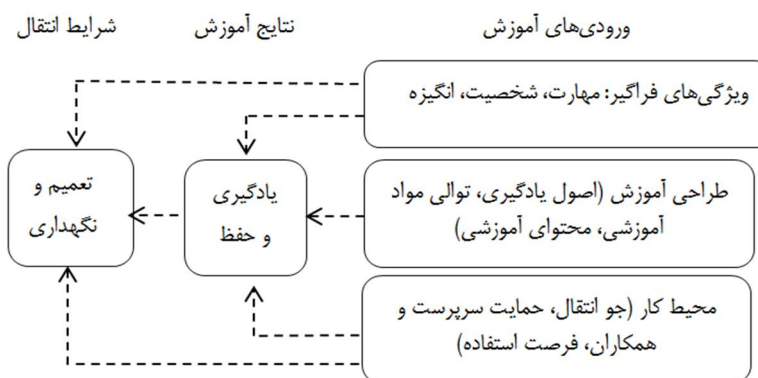 ورودی‌های آموزش
نتایج آموزش
شرایط انتقال
ویژگی‌های فراگیر: مهارت، شخصیت، انگیزه
طراحی آموزش (اصول یادگیری، توالی مواد
آموزشی، محتوای آموزشی)
محیط کار (جو انتقال، حمایت سرپرست و
همکاران، فرصت استفاده)
یادگیری
و حفظ
تعمیم و
نگهداری